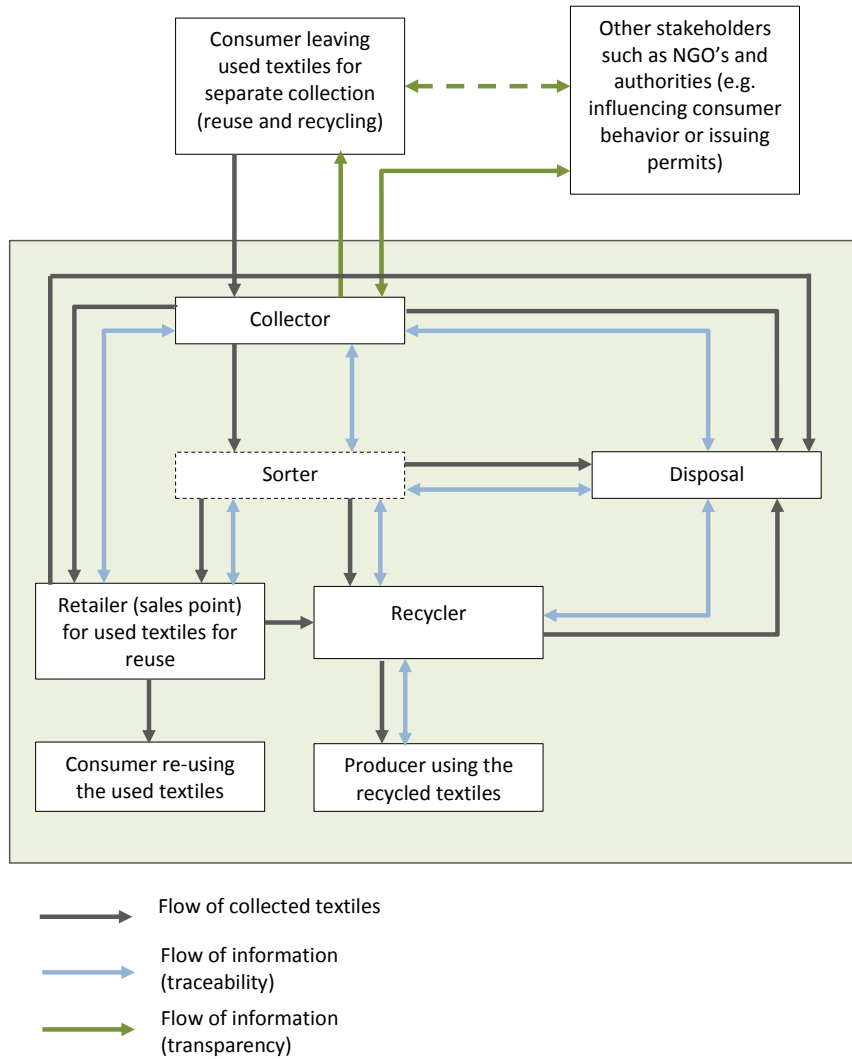 Consumer leaving
used textiles for
separate collection
(reuse and recycling)
Other stakeholders
such as NGO’s and
authorities (e.g.
influencing consumer
behavior or issuing
permits)
Collector
Sorter
Disposal
Retailer (sales point)
for used textiles for
reuse
Recycler
Consumer re-using
the used textiles
Producer using the
recycled textiles
Flow of collected textiles
Flow of information
(traceability)
Flow of information
(transparency)